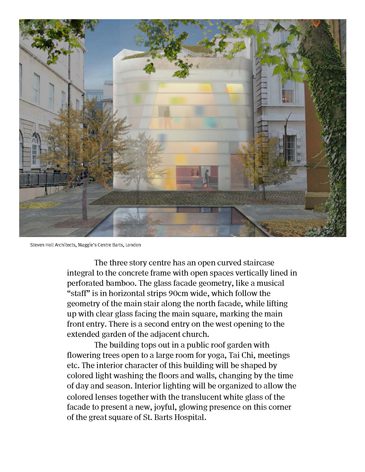 Steven Holl Architects, Maggie's Centre Barts, London
The three story centre has an open curved staircase
integral to the concrete frame with open spaces vertically lined in
perforated bamboo. The glass facade geometry, like a musical
“staff” is in horizontal strips 90cm wide, which follow the
geometry of the main stair along the north facade, while lifting
up with clear glass facing the main square, marking the main
front entry. There is a second entry on the west opening to the
extended garden of the adjacent church.
The building tops out in a public roof garden with
flowering trees open to a large room for yoga, Tai Chi, meetings
etc. The interior character of this building will be shaped by
colored light washing the floors and walls, changing by the time
of day and season. Interior lighting will be organized to allow the
colored lenses together with the translucent white glass of the
facade to present a new, joyful, glowing presence on this corner
of the great square of St. Barts Hospital.